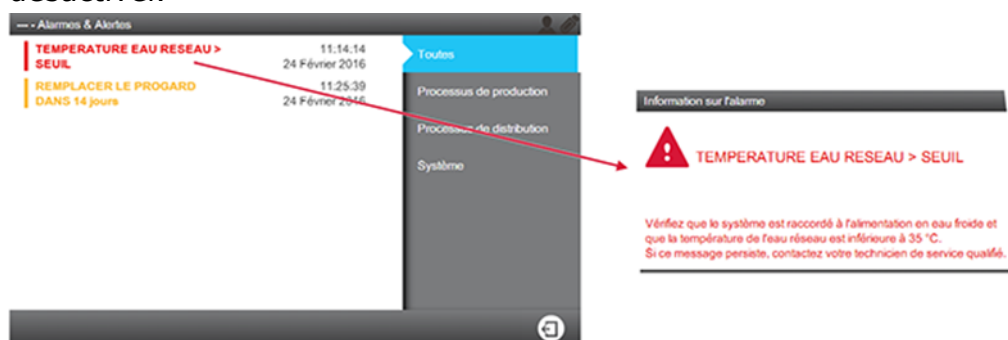 désactiver.
--- - Alarmes & Alertes
TEMPERATURE EAU RESEAU >
SEUIL
11:14:14
24 Février 2016
REMPLACER LE PROGARD
DANS 14 jours
11:25:39
24 Février 2016
Toutes
Processus de production
Processus de distribution
Système
Information sur l'alarme
TEMPERATURE EAU RESEAU > SEUIL
Vérifiez que le système est raccordé à l'alimentation en eau froide et
que la température de l'eau réseau est inférieure à 35 °C.
Si ce message persiste, contactez votre technicien de service qualifié.